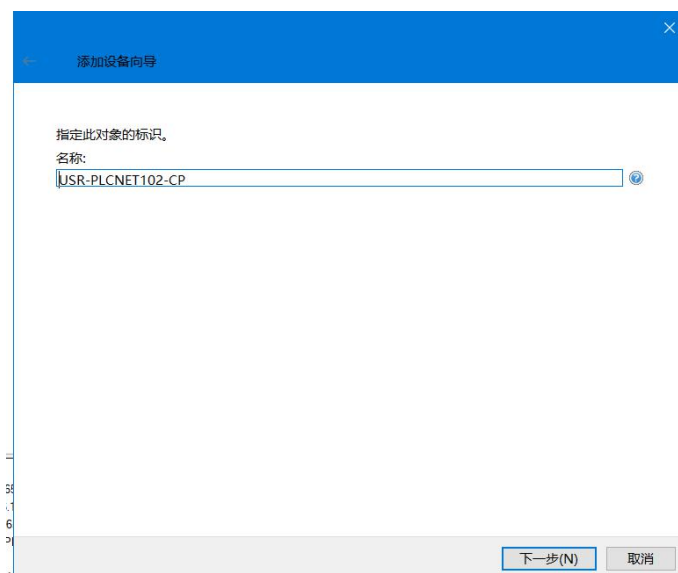 添加设备向导
指定此对象的标识。
名称:
USR-PLCNET102-CP
下一步(N)
取消